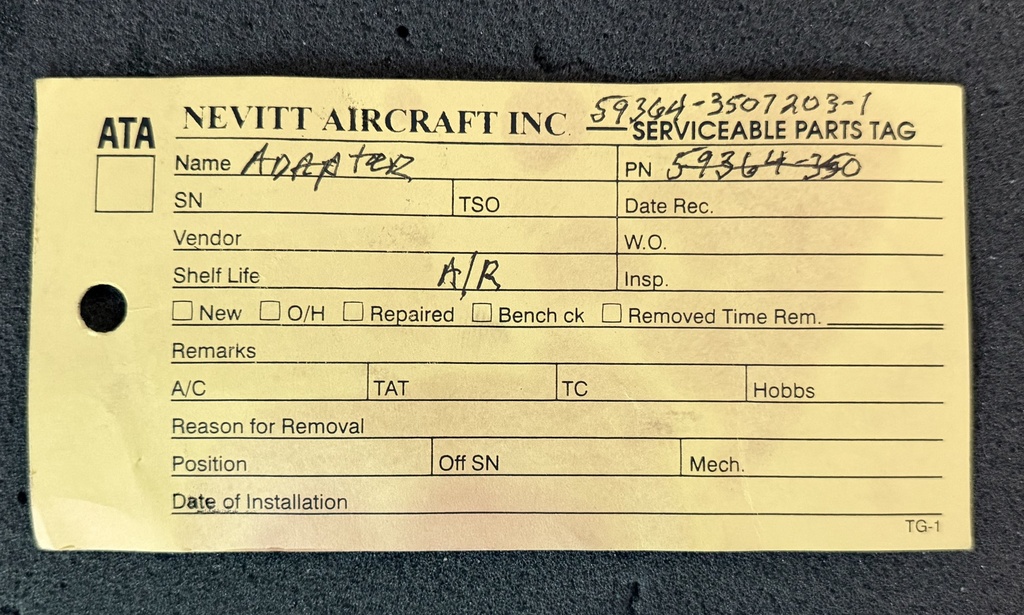 59364-3507203-1
ATA NEVITT AIRCRAFT INC. SERVICEABLE PARTS TAG
Name ADAPTER PN 59364-350
SN TSO Date Rec.
Vendor W.O.
Shelf Life A/R Insp.
New O/H Repaired Bench ck Removed Time Rem.
Remarks
A/C TAT TC Hobbs
Reason for Removal
Position Off SN Mech.
Date of Installation
TG-1